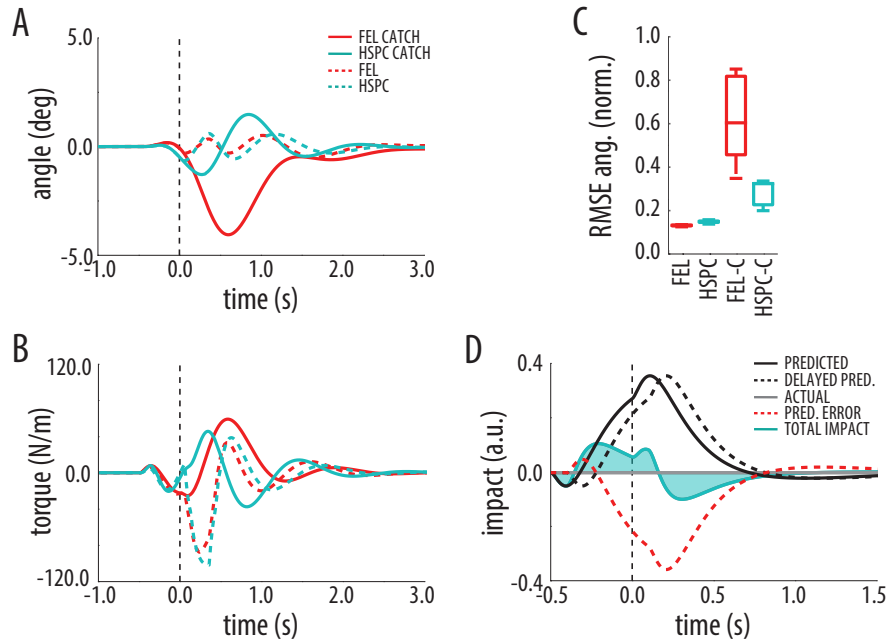 A
5.0
0.0
-5.0
angle (deg)
-1.0 0.0 1.0 2.0 3.0
time (s)
FEL CATCH
HSPC CATCH
FEL
HSPC
C
1.0
0.8
0.6
0.4
0.2
0.0
RMSE ang. (norm.)
FEL
HSPC
FEL-C
HSPC-C
B
120.0
0.0
-120.0
torque (N/m)
-1.0 0.0 1.0 2.0 3.0
time (s)
D
0.4
0.0
-0.4
impact (a.u.)
-0.5 0.0 0.5 1.0 1.5
time (s)
PREDICTED
DELAYED PRED.
ACTUAL
PRED. ERROR
TOTAL IMPACT